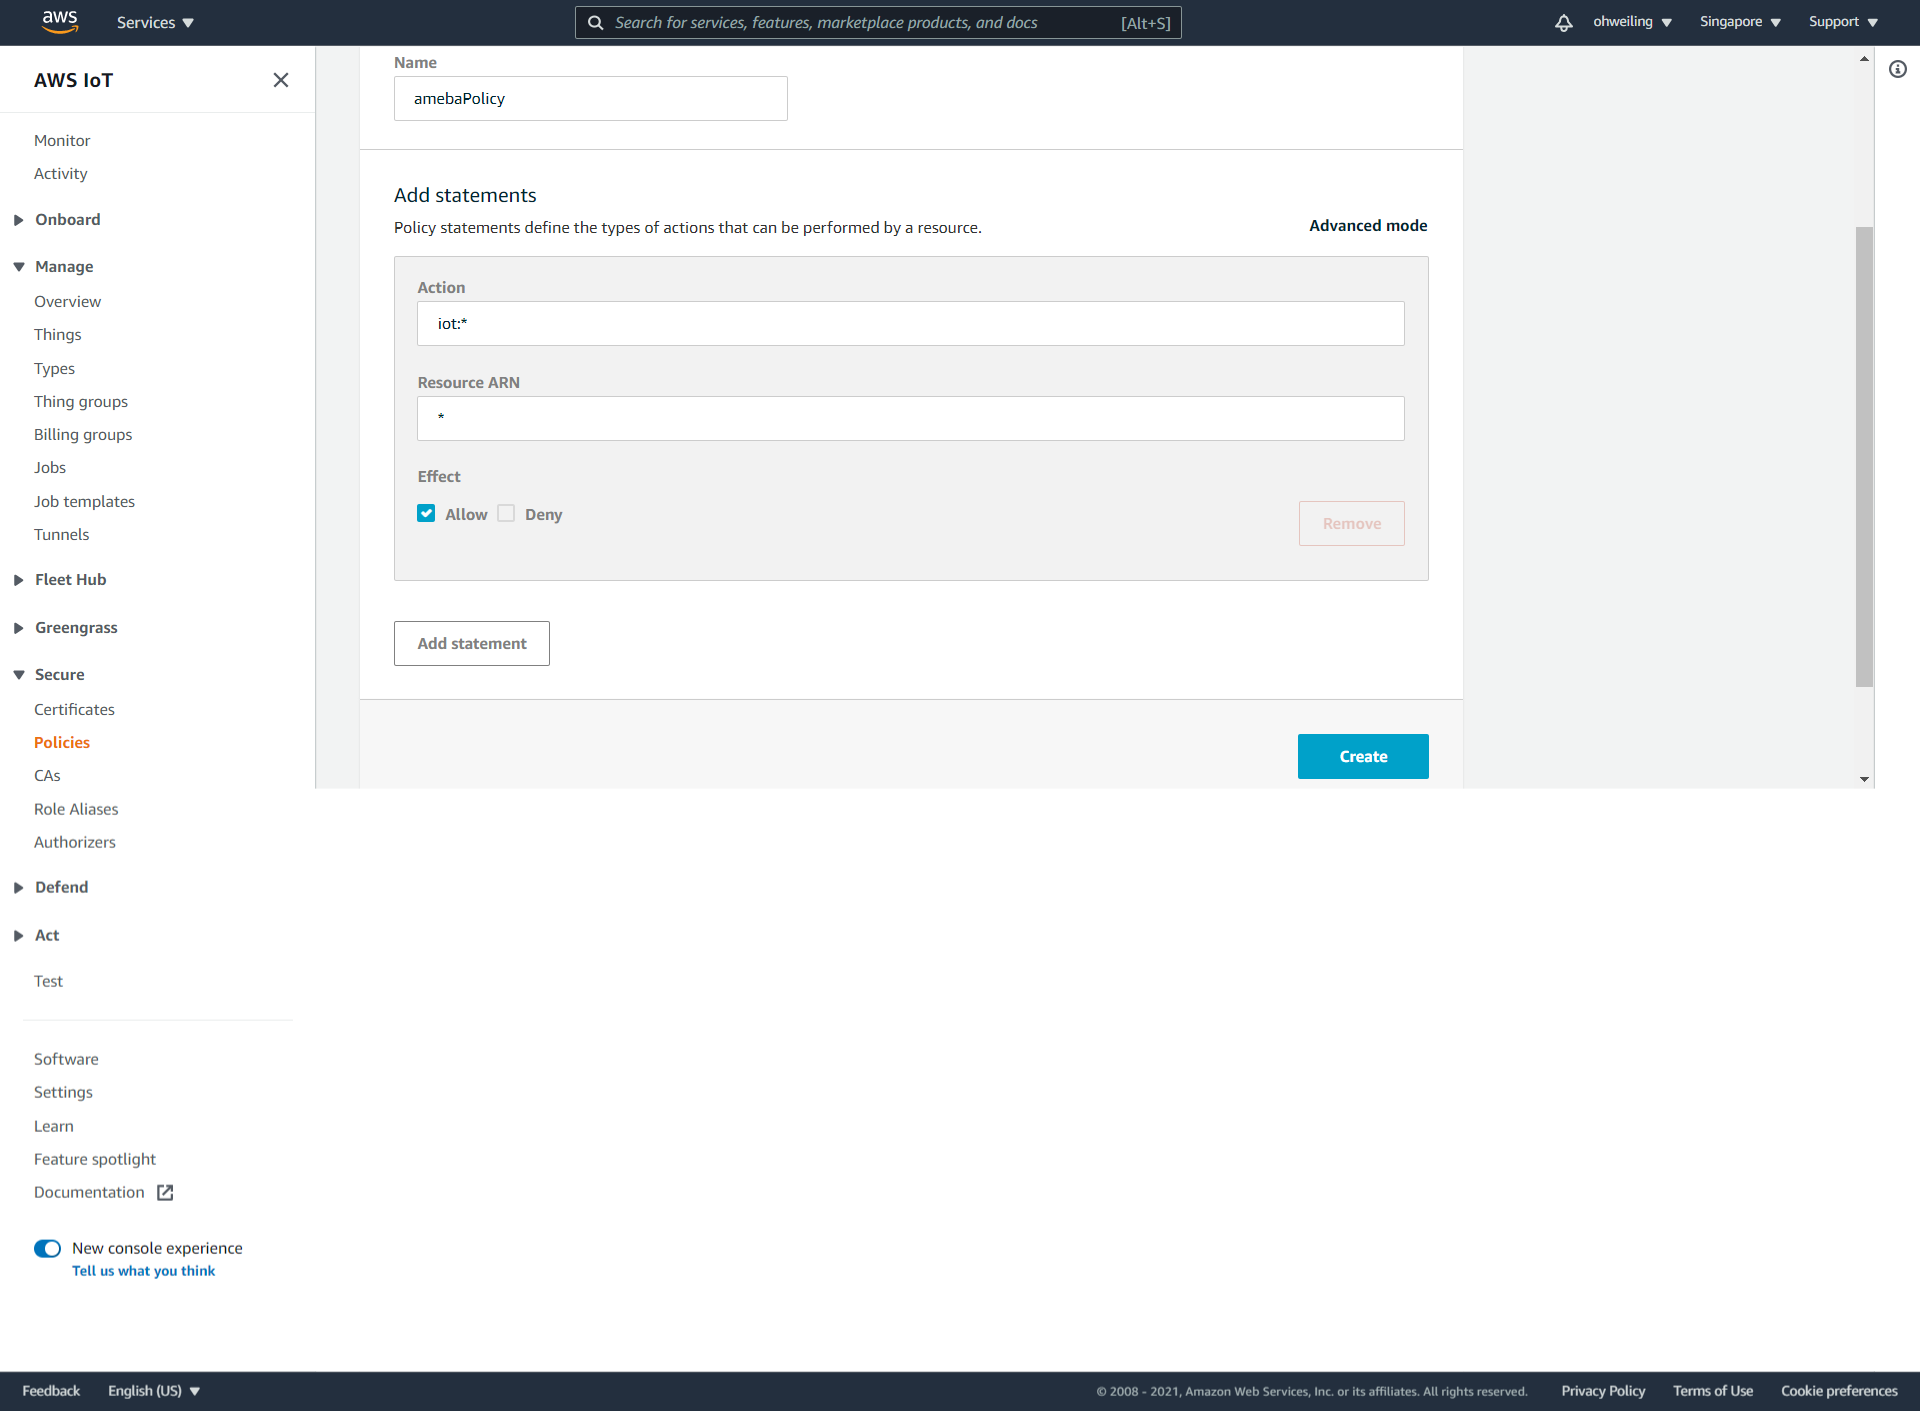 aws
Services
Search for services, features, marketplace products, and docs [Alt+S]
ohweiling
Singapore
Support
AWS IoT
Monitor
Activity
Onboard
Manage
Overview
Things
Types
Thing groups
Billing groups
Jobs
Job templates
Tunnels
Fleet Hub
Greengrass
Secure
Certificates
Policies
CAs
Role Aliases
Authorizers
Defend
Act
Test
Software
Settings
Learn
Feature spotlight
Documentation
New console experience
Tell us what you think
Name
amebaPolicy
Add statements
Policy statements define the types of actions that can be performed by a resource.
Advanced mode
Action
iot:*
Resource ARN
*
Effect
Allow
Deny
Remove
Add statement
Create
Feedback
English (US)
© 2008 - 2021, Amazon Web Services, Inc. or its affiliates. All rights reserved.
Privacy Policy
Terms of Use
Cookie preferences